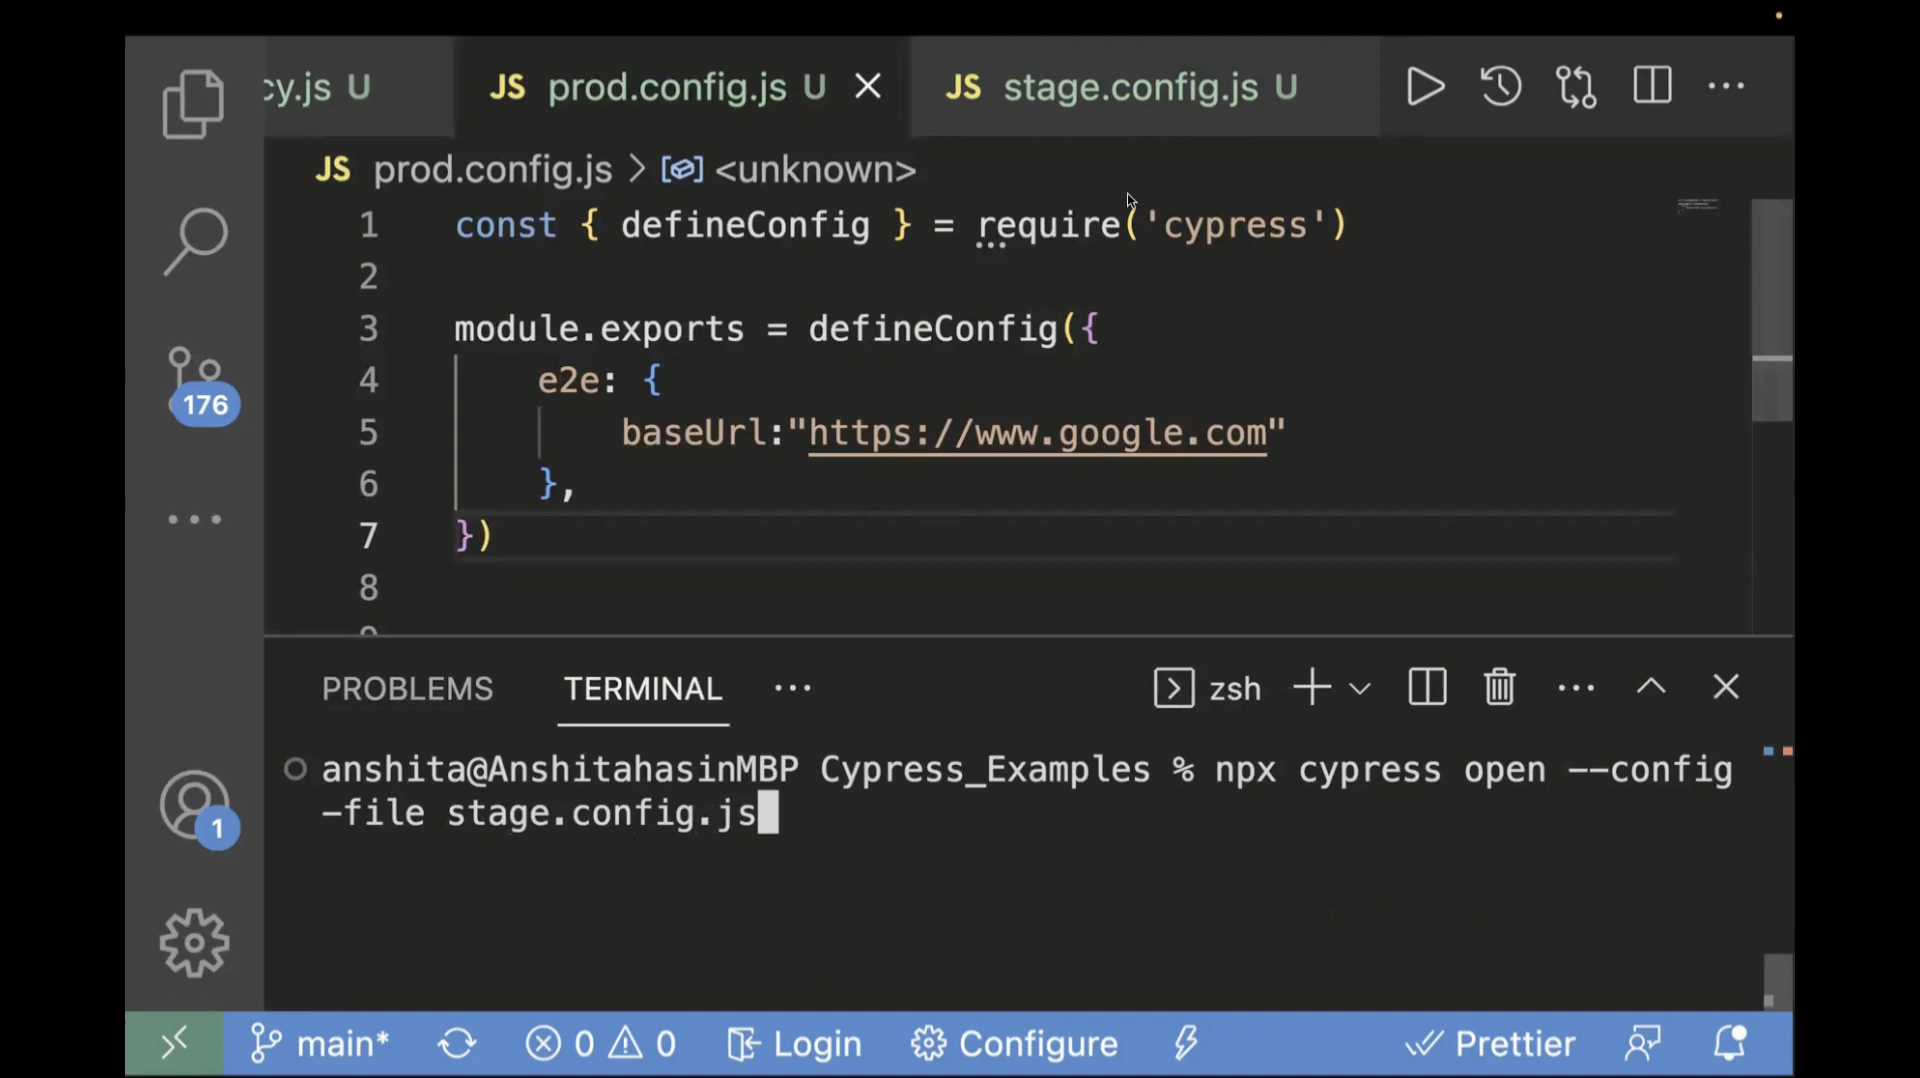 cy.js U
JS prod.config.js U
JS stage.config.js U
JS prod.config.js > <unknown>
1 const { defineConfig } = require('cypress')
2
3 module.exports = defineConfig({
4 e2e: {
5 baseUrl:"https://www.google.com"
6 },
7 })
8
176
PROBLEMS TERMINAL ··· zsh
anshita@AnshitahasinMBP Cypress_Examples % npx cypress open --config
-file stage.config.js
1
main* 0 0 Login Configure Prettier